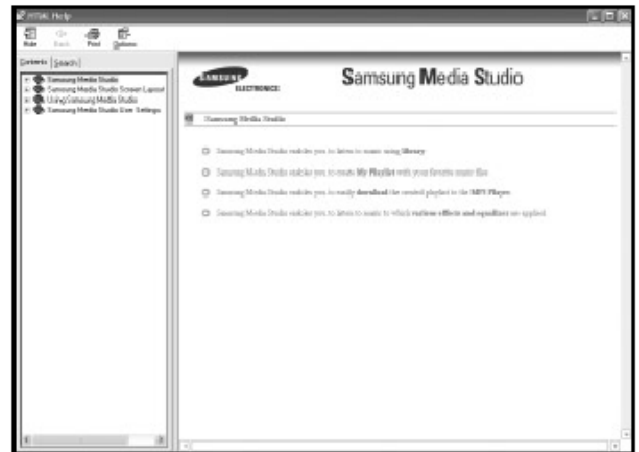 HTML Help
Hide Back Print Options
Contents Search
Samsung Media Studio
Samsung Media Studio Screen Layout
Using Samsung Media Studio
Samsung Media Studio User Settings
SAMSUNG
ELECTRONICS
Samsung Media Studio
Samsung Media Studio
Samsung Media Studio enables you to listen to music using library.
Samsung Media Studio enables you to create My Playlist with your favorite music files.
Samsung Media Studio enables you to easily download the created playlist to the MP3 Player.
Samsung Media Studio enables you to listen to music to which various effects and equalizer are applied.